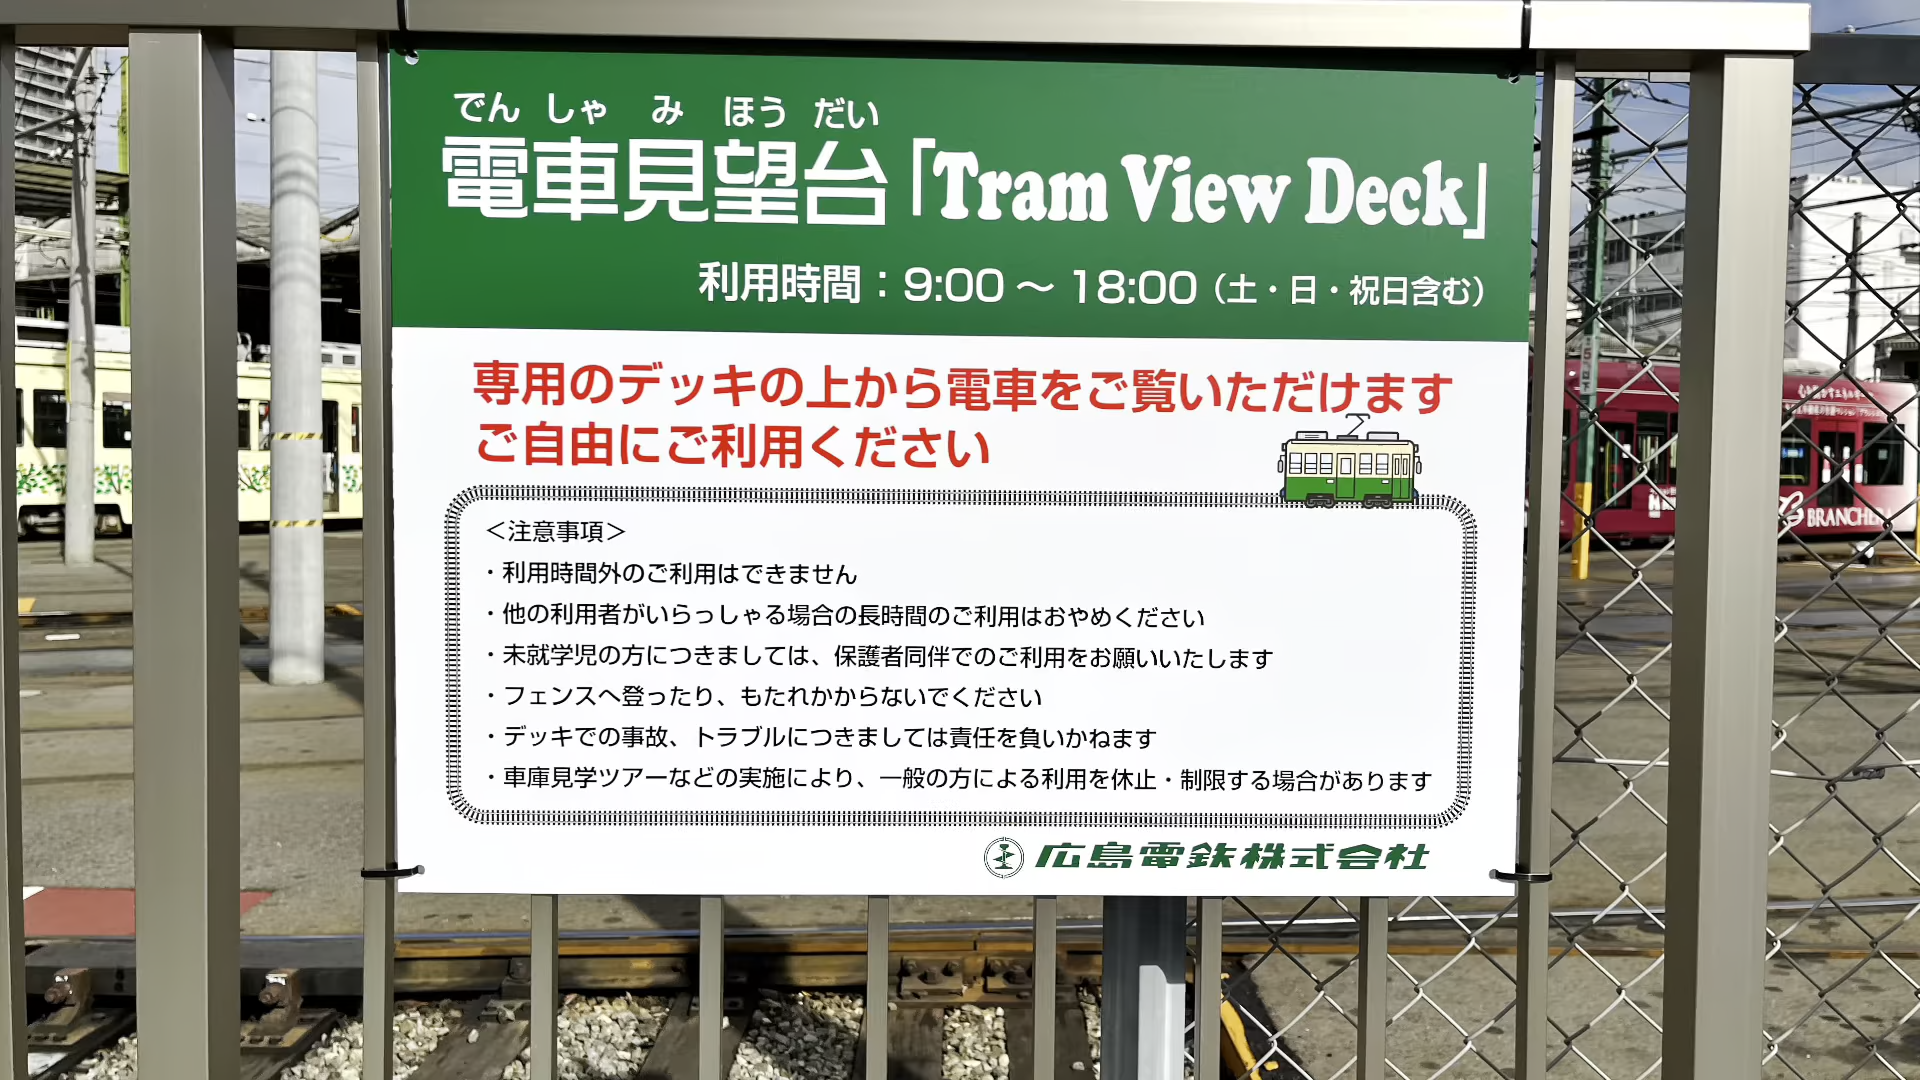 でん しゃ み ほう だい
電車見望台「Tram View Deck」
利用時間：9:00 ～ 18:00（土・日・祝日含む）
専用のデッキの上から電車をご覧いただけます
ご自由にご利用ください
＜注意事項＞
・利用時間外のご利用はできません
・他の利用者がいらっしゃる場合の長時間のご利用はおやめください
・未就学児の方につきましては、保護者同伴でのご利用をお願いいたします
・フェンスへ登ったり、もたれかからないでください
・デッキでの事故、トラブルにつきましては責任を負いかねます
・車庫見学ツアーなどの実施により、一般の方による利用を休止・制限する場合があります
広島電鉄株式会社
BRANCHERA